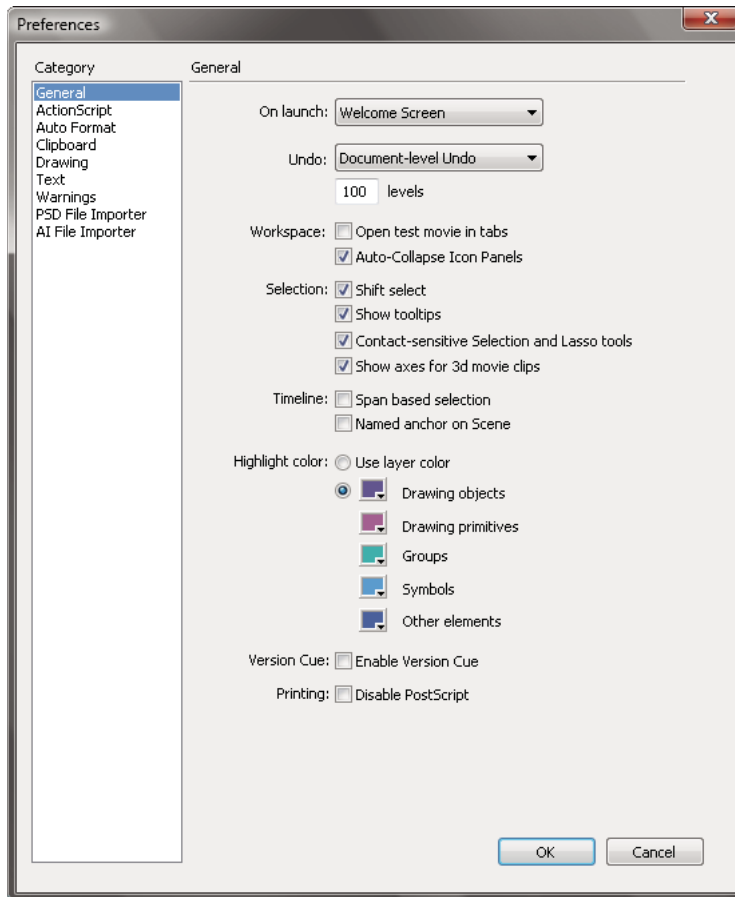 Preferences
Category
General
ActionScript
Auto Format
Clipboard
Drawing
Text
Warnings
PSD File Importer
AI File Importer
General
On launch: Welcome Screen
Undo: Document-level Undo
100 levels
Workspace: Open test movie in tabs
Auto-Collapse Icon Panels
Selection: Shift select
Show tooltips
Contact-sensitive Selection and Lasso tools
Show axes for 3d movie clips
Timeline: Span based selection
Named anchor on Scene
Highlight color: Use layer color
Drawing objects
Drawing primitives
Groups
Symbols
Other elements
Version Cue: Enable Version Cue
Printing: Disable PostScript
OK Cancel